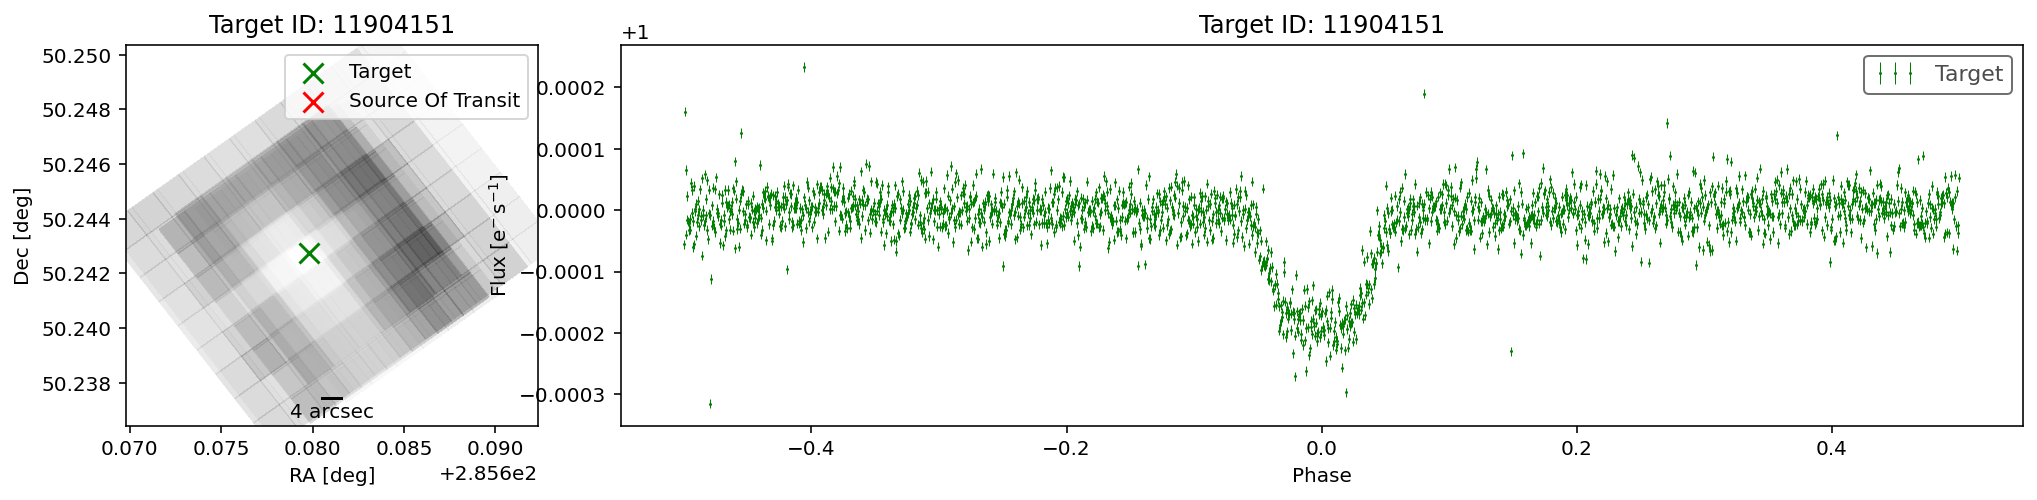 Target ID: 11904151
Target
Source Of Transit
50.250
50.248
50.246
50.244
50.242
50.240
50.238
Dec [deg]
4 arcsec
0.070 0.075 0.080 0.085 0.090
RA [deg]
+2.856e2
Target ID: 11904151
+1
Target
0.0002
0.0001
0.0000
−0.0001
−0.0002
−0.0003
Flux [e⁻ s⁻¹]
−0.4 −0.2 0.0 0.2 0.4
Phase